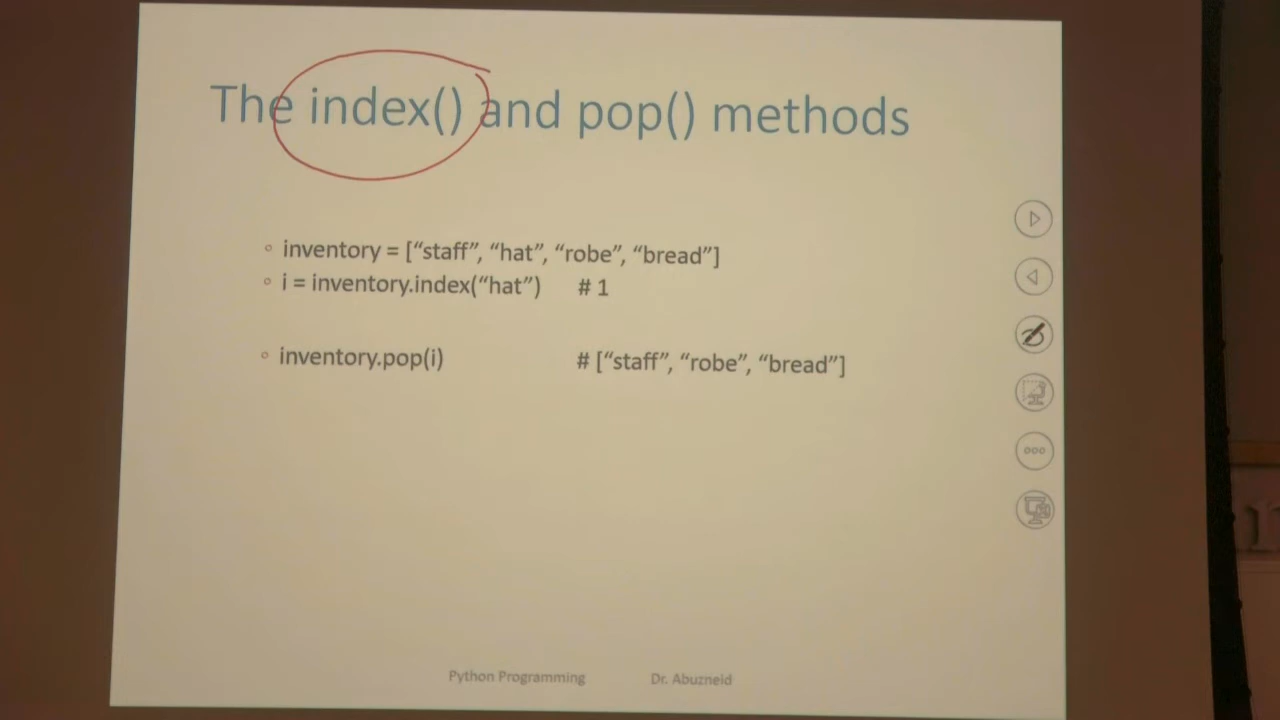 The index() and pop() methods
inventory = [“staff”, “hat”, “robe”, “bread”]
i = inventory.index(“hat”) # 1
inventory.pop(i) # [“staff”, “robe”, “bread”]
Python Programming Dr. Abuzneid